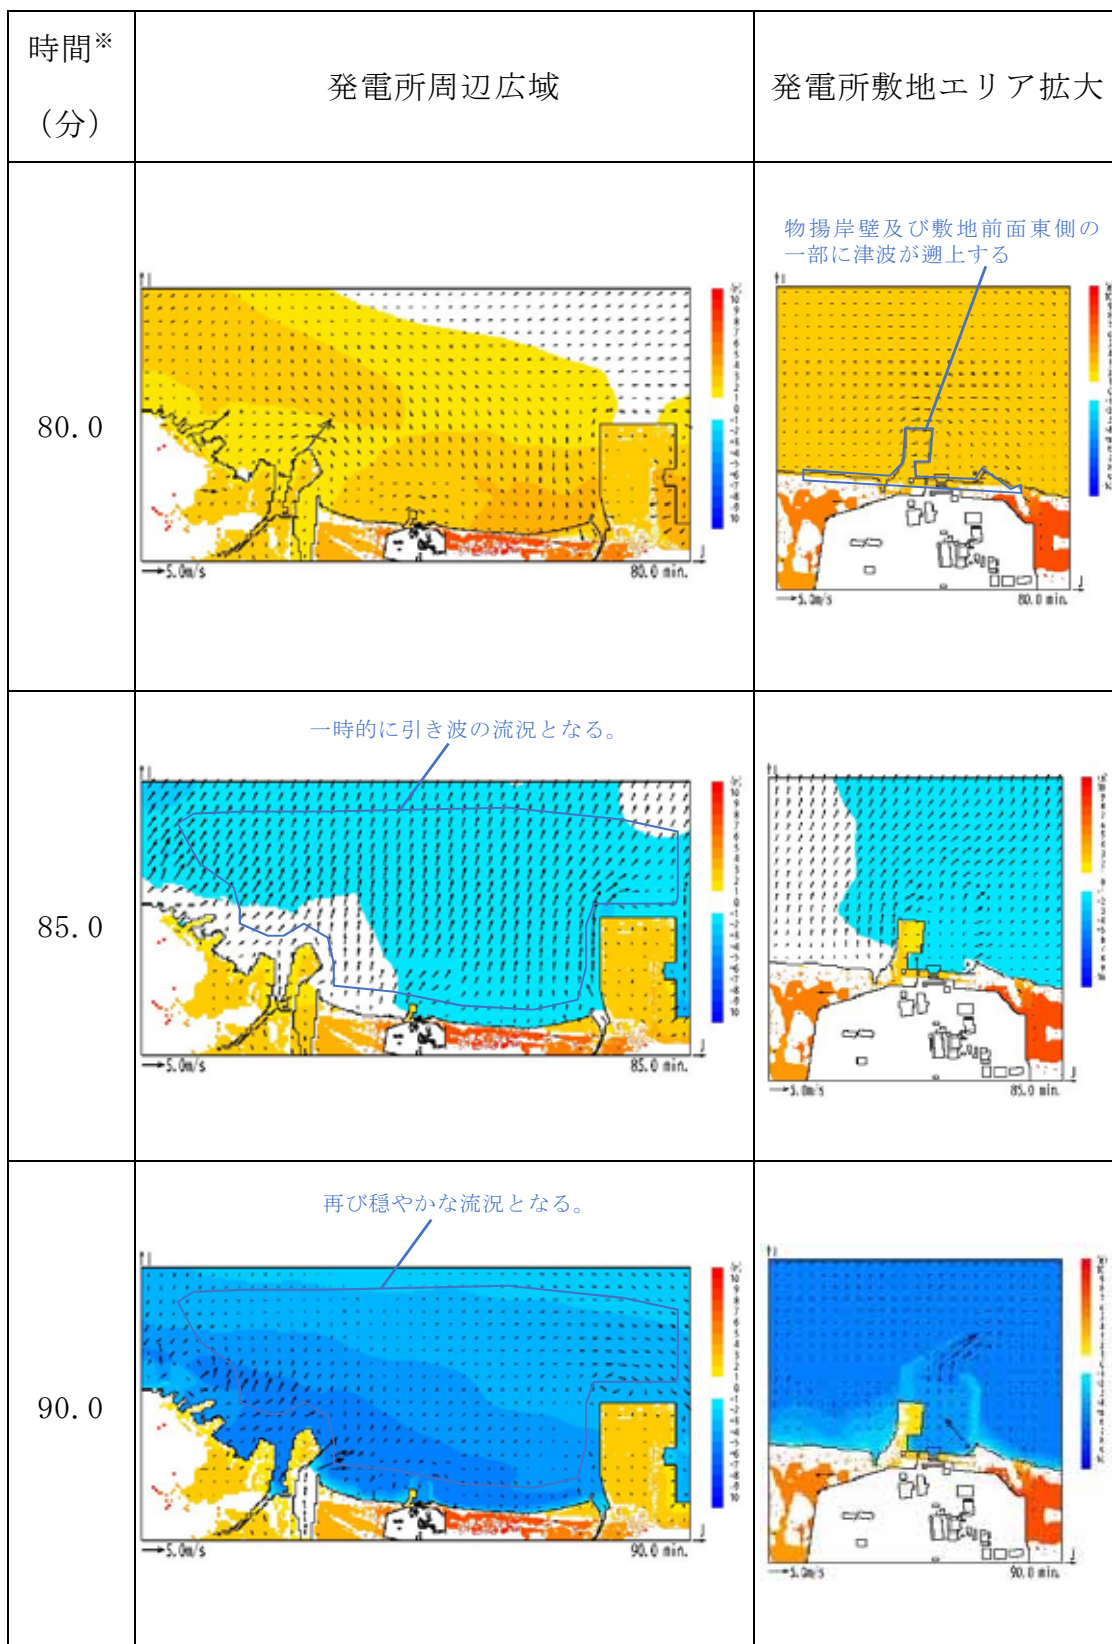 時間※
(分)
発電所周辺広域
発電所敷地エリア拡大
80.0
物揚岸壁及び敷地前面東側の
一部に津波が遡上する
5.0m/s
80.0 min.
5.0m/s
80.0 min.
85.0
一時的に引き波の流況となる。
5.0m/s
85.0 min.
5.0m/s
85.0 min.
90.0
再び穏やかな流況となる。
5.0m/s
90.0 min.
5.0m/s
90.0 min.